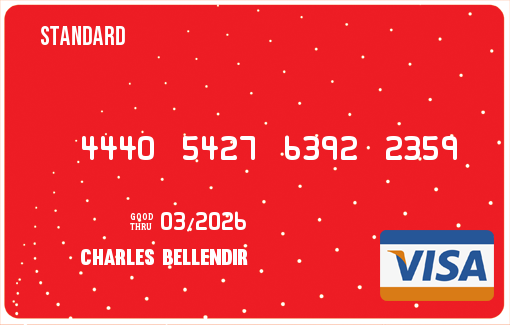 STANDARD
4440 5427 6392 2359
GOOD THRU 03/2026
CHARLES BELLENDIR
VISA